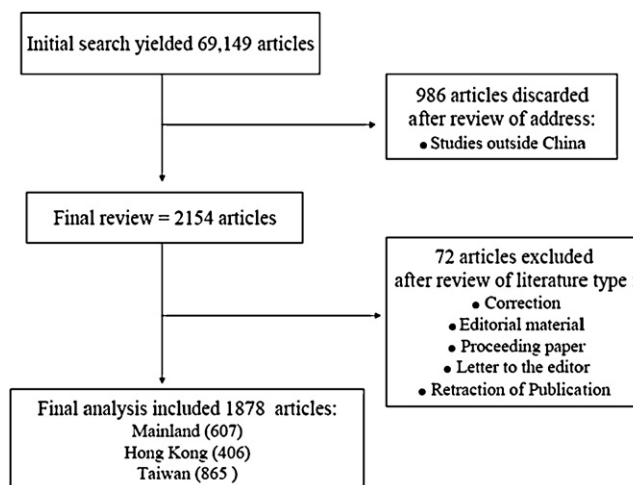 Initial search yielded 69,149 articles
986 articles discarded
after review of address:
• Studies outside China
Final review = 2154 articles
72 articles excluded
after review of literature type :
• Correction
• Editorial material
• Proceeding paper
• Letter to the editor
• Retraction of Publication
Final analysis included 1878 articles:
Mainland (607)
Hong Kong (406)
Taiwan (865 )